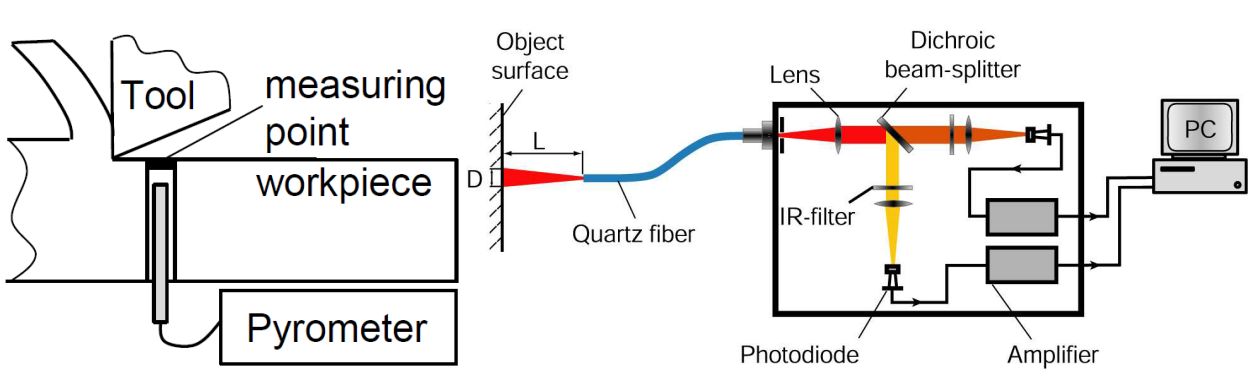 Tool
measuring
point
workpiece
Pyrometer
Object
surface
L
D
Quartz fiber
Lens
Dichroic
beam-splitter
IR-filter
Photodiode
Amplifier
PC